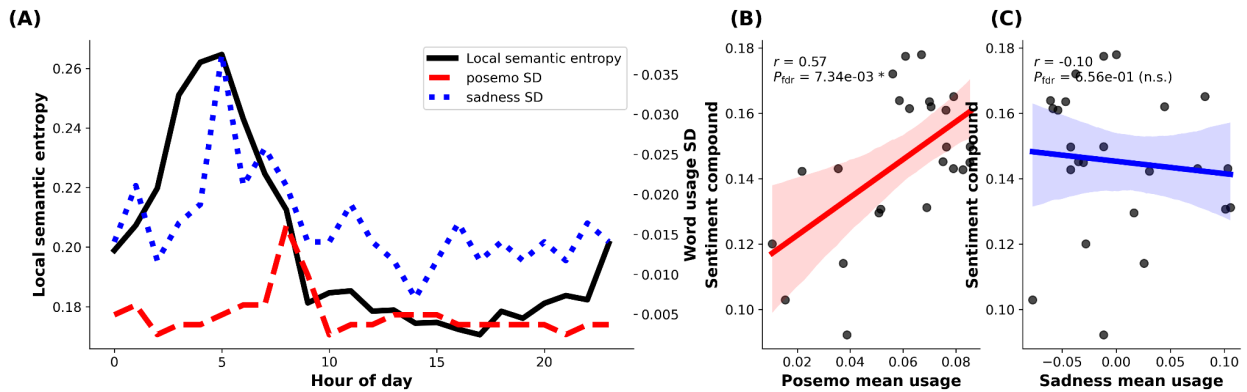 (A)
Local semantic entropy
0.26
0.24
0.22
0.20
0.18
0
5
10
15
20
Hour of day
Local semantic entropy
posemo SD
sadness SD
0.035
0.030
0.025
0.020
0.015
0.010
0.005
Word usage SD
(B)
Sentiment compound
0.18
0.16
0.14
0.12
0.10
r = 0.57
Pfdr = 7.34e-03 *
0.02
0.04
0.06
0.08
Posemo mean usage
(C)
Sentiment compound
0.18
0.16
0.14
0.12
0.10
r = -0.10
Pfdr = 6.56e-01 (n.s.)
−0.05
0.00
0.05
0.10
Sadness mean usage